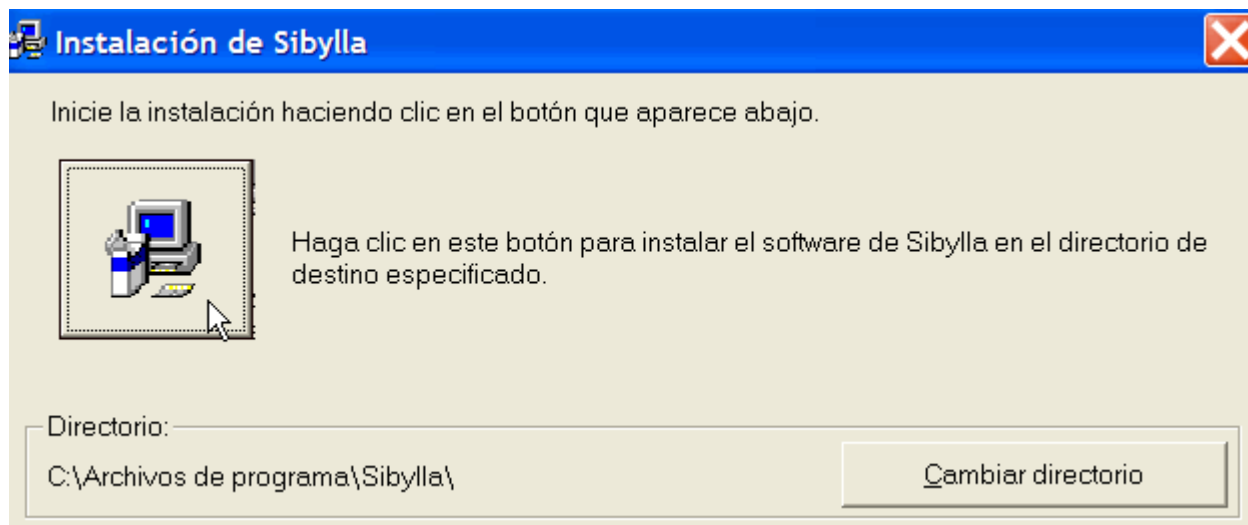 Instalación de Sibylla
Inicie la instalación haciendo clic en el botón que aparece abajo.
Haga clic en este botón para instalar el software de Sibylla en el directorio de
destino especificado.
Directorio:
C:\Archivos de programa\Sibylla\
Cambiar directorio